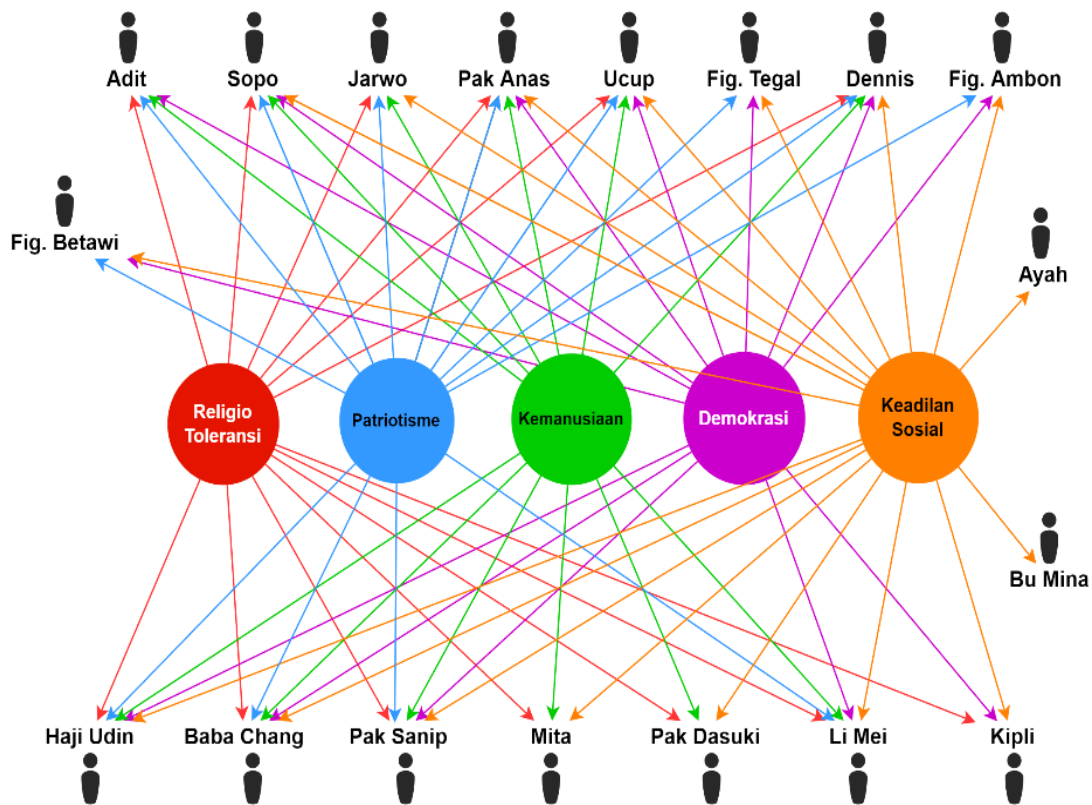 Adit
Sopo
Jarwo
Pak Anas
Ucup
Fig. Tegal
Dennis
Fig. Ambon
Fig. Betawi
Ayah
Religio
Toleransi
Patriotisme
Kemanusiaan
Demokrasi
Keadilan
Sosial
Bu Mina
Haji Udin
Baba Chang
Pak Sanip
Mita
Pak Dasuki
Li Mei
Kipli